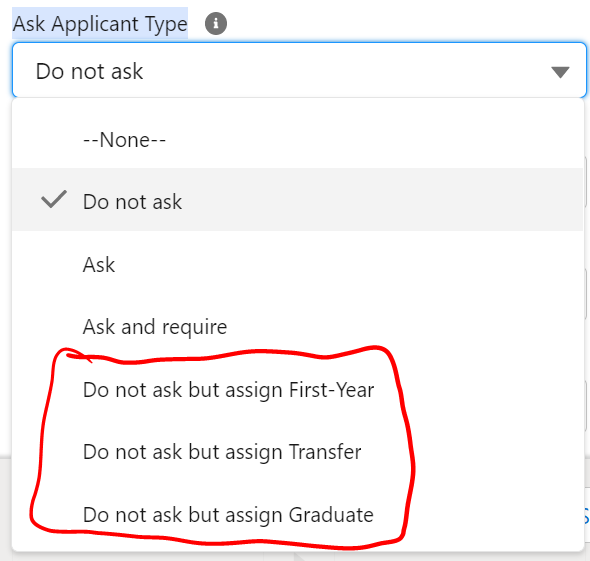 Ask Applicant Type
Do not ask
--None--
Do not ask
Ask
Ask and require
Do not ask but assign First-Year
Do not ask but assign Transfer
Do not ask but assign Graduate